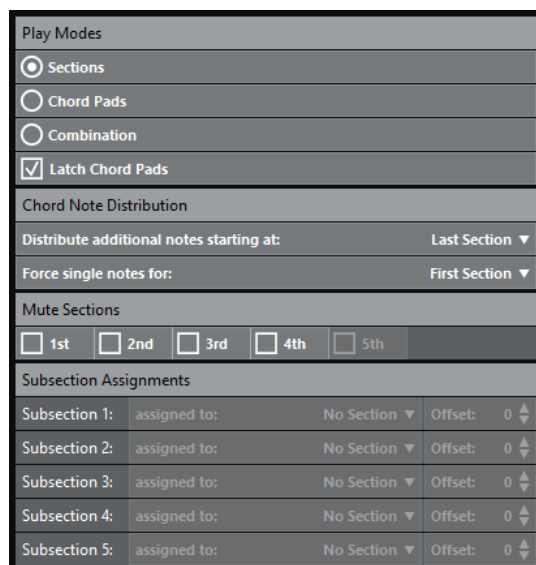 Play Modes
Sections
Chord Pads
Combination
Latch Chord Pads
Chord Note Distribution
Distribute additional notes starting at: Last Section
Force single notes for: First Section
Mute Sections
1st 2nd 3rd 4th 5th
Subsection Assignments
Subsection 1: assigned to: No Section Offset: 0
Subsection 2: assigned to: No Section Offset: 0
Subsection 3: assigned to: No Section Offset: 0
Subsection 4: assigned to: No Section Offset: 0
Subsection 5: assigned to: No Section Offset: 0